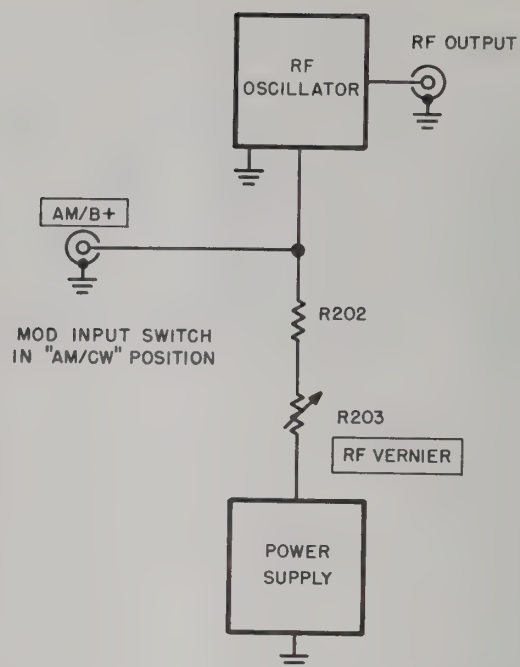 RF OUTPUT
RF
OSCILLATOR
AM/B+
MOD INPUT SWITCH
IN "AM/CW" POSITION
R202
R203
RF VERNIER
POWER
SUPPLY